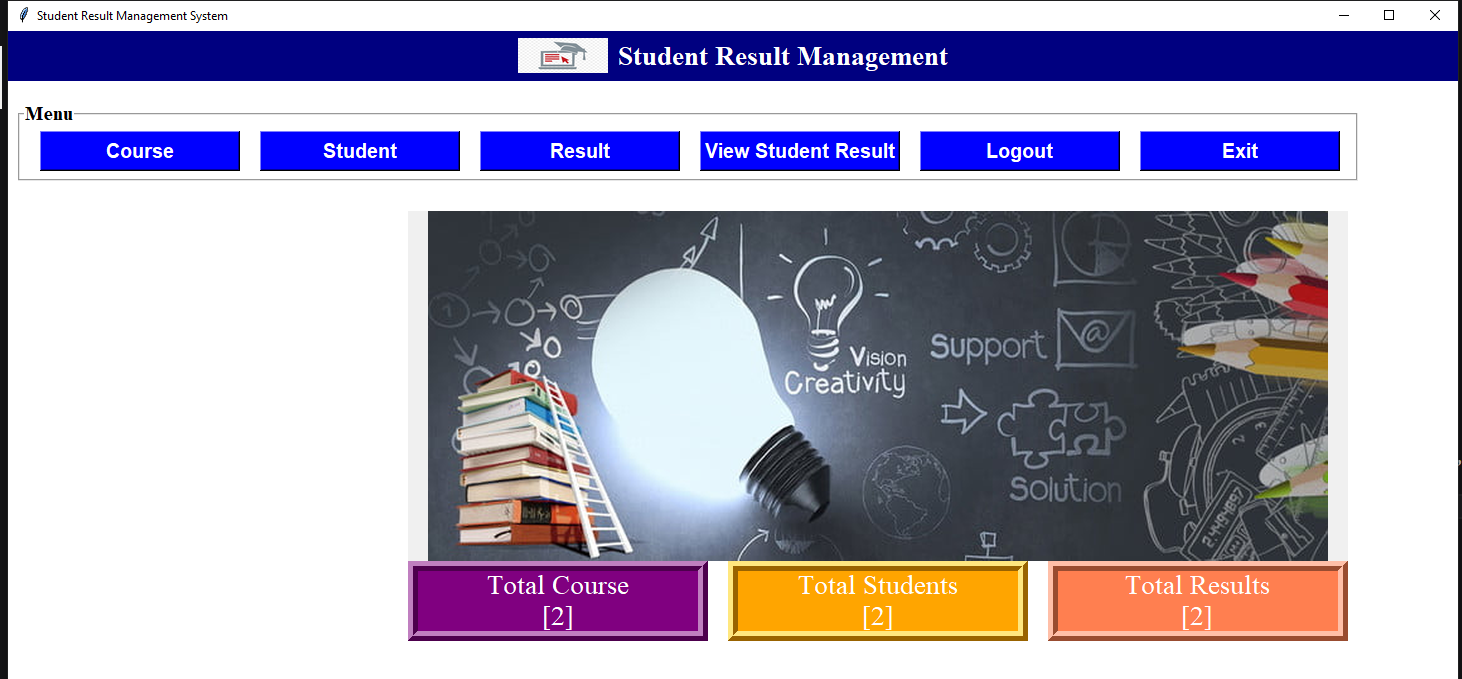 Student Result Management System
Student Result Management
Menu
Course
Student
Result
View Student Result
Logout
Exit
Vision
Creativity
Support
@
Solution
24494897
Total Course
[2]
Total Students
[2]
Total Results
[2]